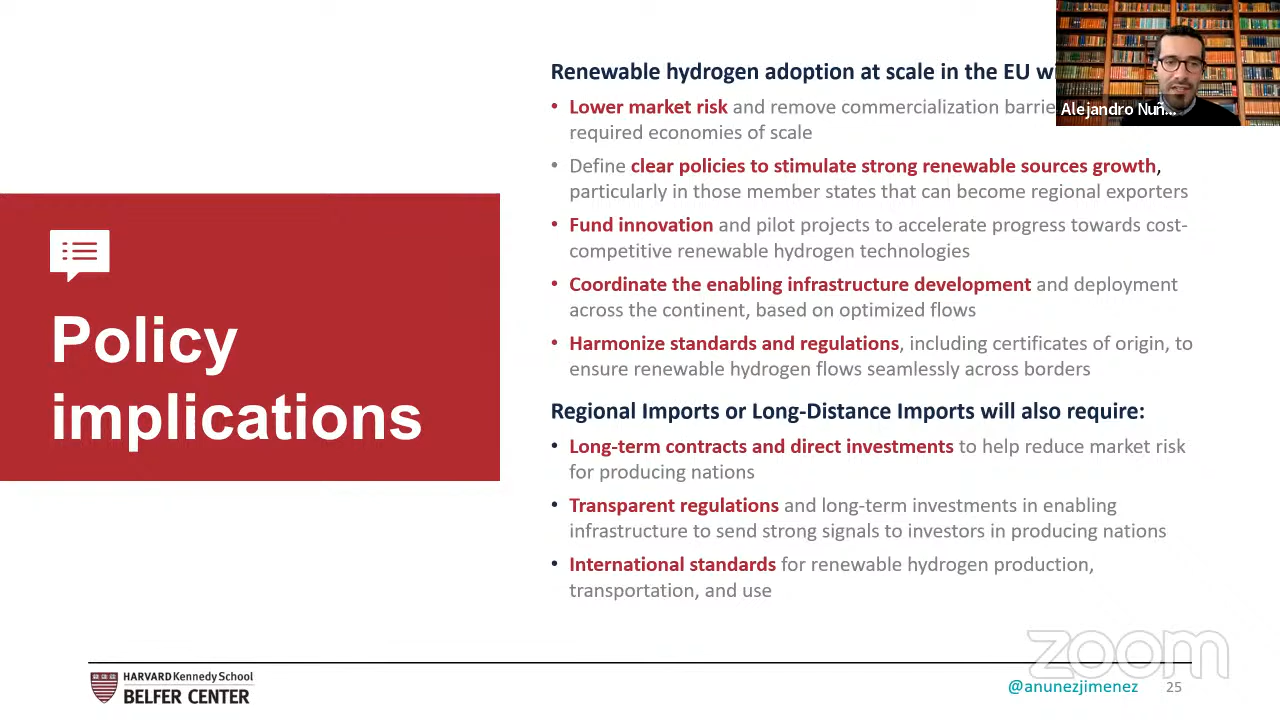 Renewable hydrogen adoption at scale in the EU
• Lower market risk and remove commercialization
required economies of scale
• Define clear policies to stimulate strong renewable sources growth,
particularly in those member states that can become regional exporters
• Fund innovation and pilot projects to accelerate progress towards cost-
competitive renewable hydrogen technologies
• Coordinate the enabling infrastructure development and deployment
across the continent, based on optimized flows
• Harmonize standards and regulations, including certificates of origin, to
ensure renewable hydrogen flows seamlessly across borders
Regional Imports or Long-Distance Imports will also require:
• Long-term contracts and direct investments to help reduce market risk
for producing nations
• Transparent regulations and long-term investments in enabling
infrastructure to send strong signals to investors in producing nations
• International standards for renewable hydrogen production,
transportation, and use
Policy
implications
Alejandro Nuñ...
zoom
HARVARD Kennedy School
BELFER CENTER
@anunezjimenez
25